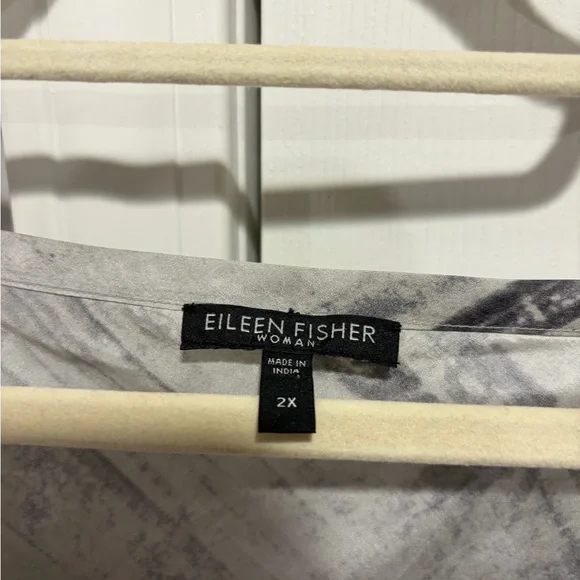 EILEEN FISHER
WOMAN
MADE IN
INDIA
2X